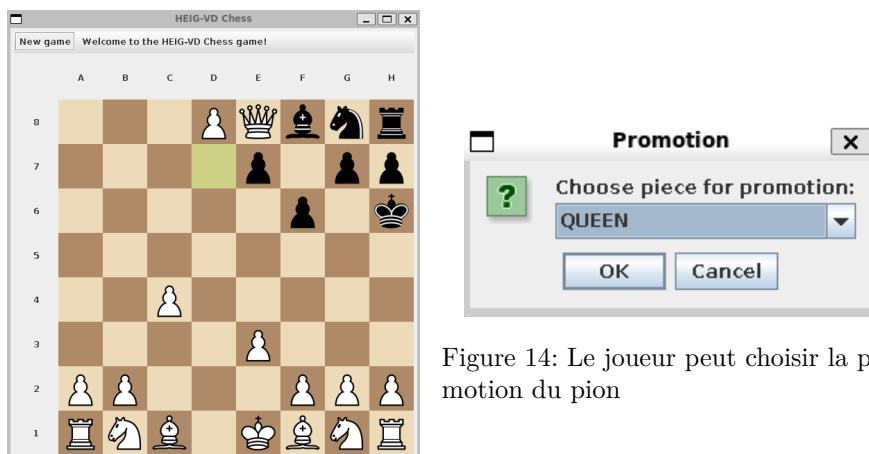 HEIG-VD Chess
New game Welcome to the HEIG-VD Chess game!
A B C D E F G H
8
7
6
5
4
3
2
1
Promotion
Choose piece for promotion:
QUEEN
OK Cancel
Figure 14: Le joueur peut choisir la p
motion du pion